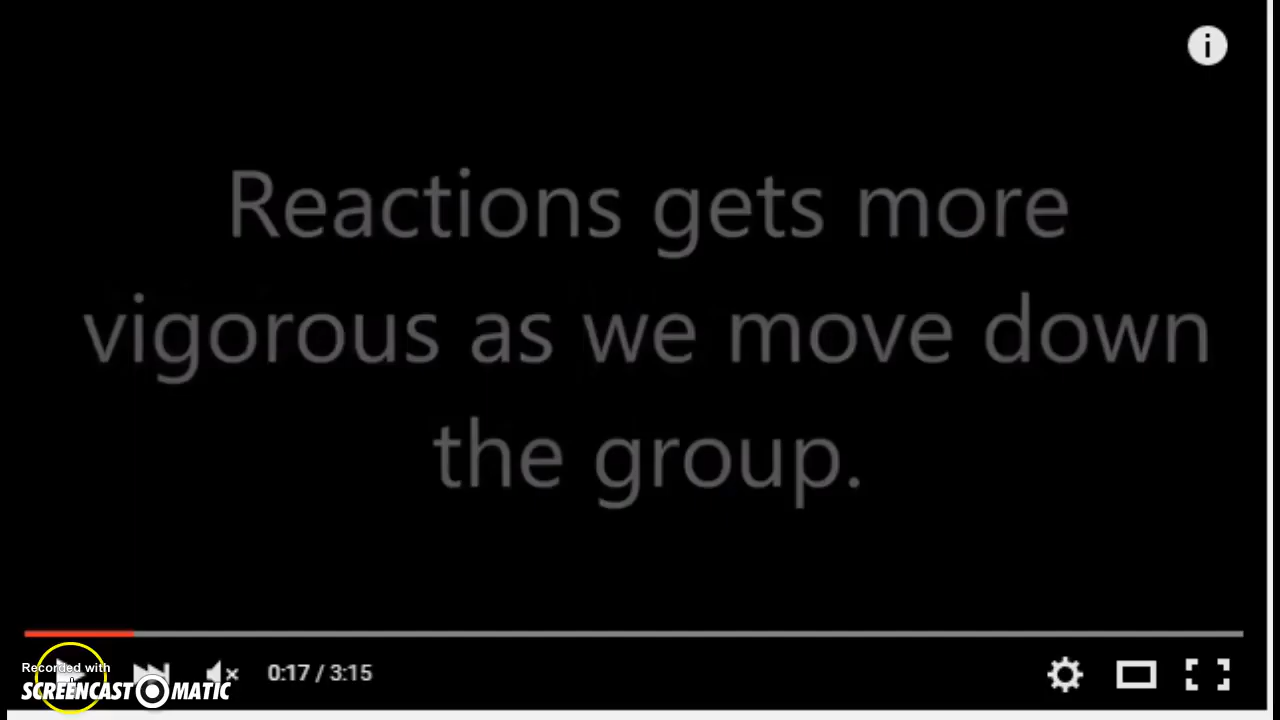 Reactions gets more
vigorous as we move down
the group.
0:17 / 3:15
Recorded with
SCREENCAST-O-MATIC